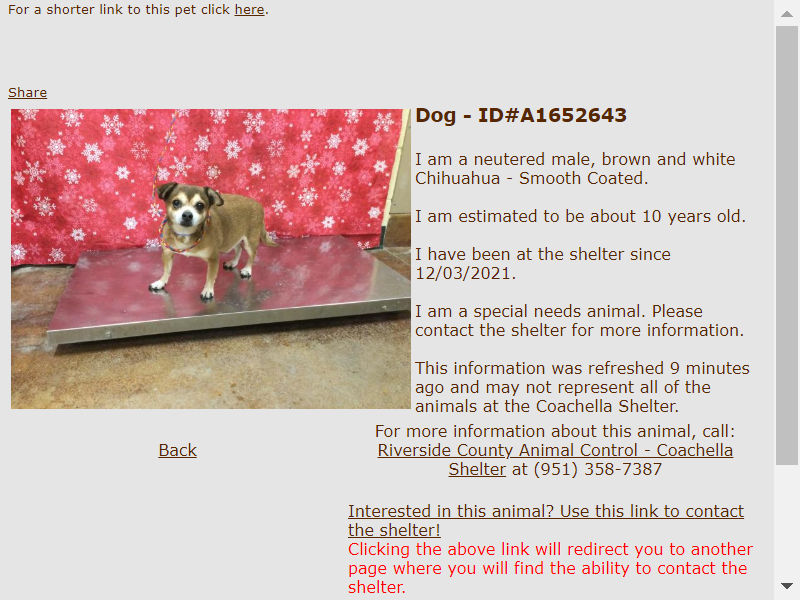 For a shorter link to this pet click here.
Share
Dog - ID#A1652643
I am a neutered male, brown and white
Chihuahua - Smooth Coated.
I am estimated to be about 10 years old.
I have been at the shelter since
12/03/2021.
I am a special needs animal. Please
contact the shelter for more information.
This information was refreshed 9 minutes
ago and may not represent all of the
animals at the Coachella Shelter.
Back
For more information about this animal, call:
Riverside County Animal Control - Coachella
Shelter at (951) 358-7387
Interested in this animal? Use this link to contact
the shelter!
Clicking the above link will redirect you to another
page where you will find the ability to contact the
shelter.